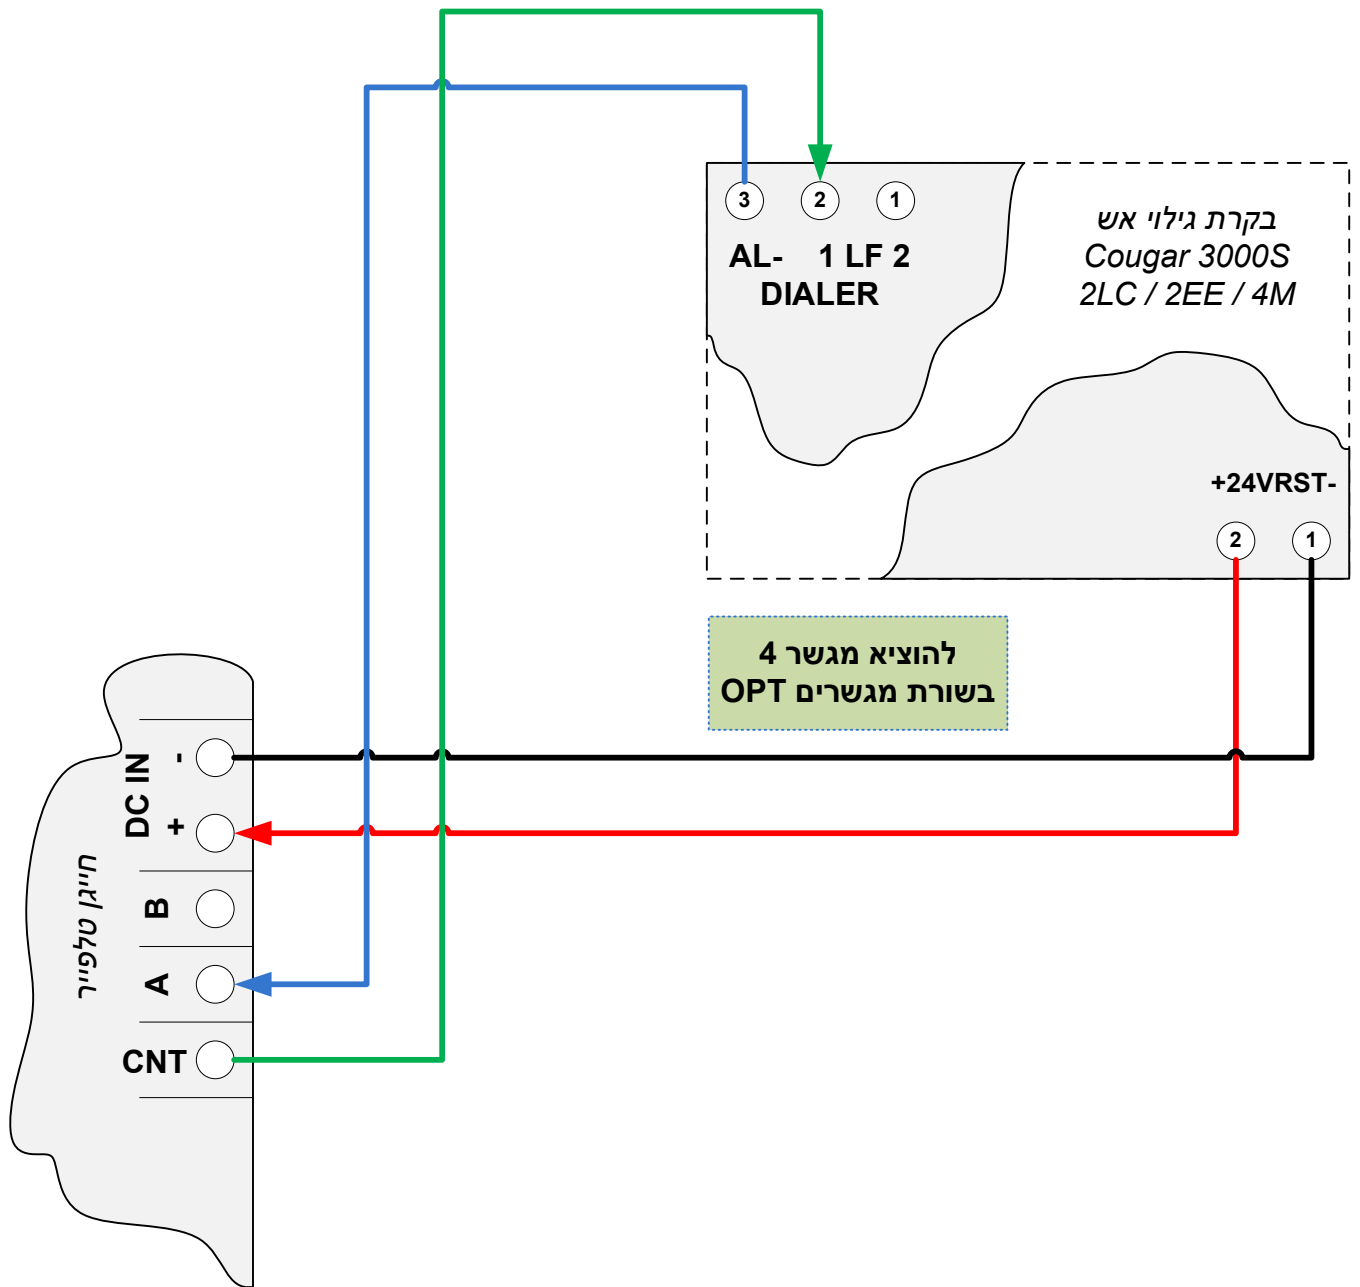 3 2 1
AL- 1 LF 2
DIALER
בקרת גילוי אש
Cougar 3000S
2LC / 2EE / 4M
+24VRST-
2 1
להוציא מגשר 4
בשורת מגשרים OPT
DC IN
-
+
B
A
CNT
חייגן טלפייר